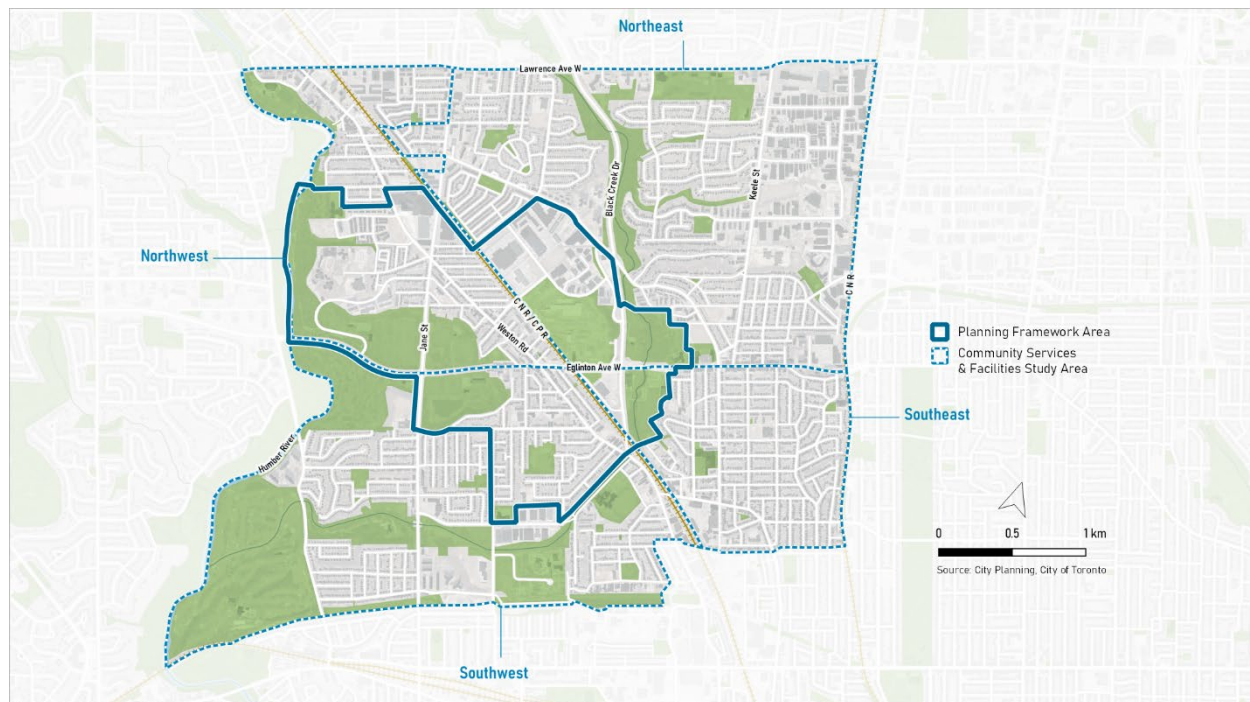 Northeast
Lawrence Ave W
Black Creek Dr
Keele St
Northwest
CNR
CNR/CPR
Jane St
Weston Rd
Planning Framework Area
Community Services
& Facilities Study Area
Eglinton Ave W
Southeast
Humber River
0 0.5 1 km
Source: City Planning, City of Toronto
Southwest